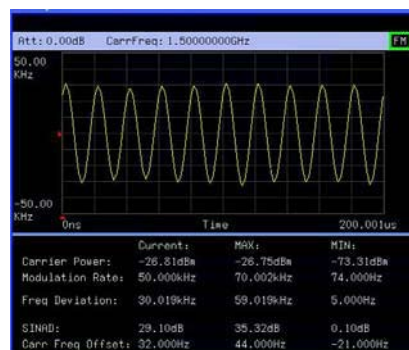 Att: 0.00dB Carr Freq: 1.50000000GHz FM
50.00
KHz
-50.00
KHz
0ns Time 200.001us
Current: MAX: MIN:
Carrier Power: -26.81dBm -26.75dBm -73.31dBm
Modulation Rate: 50.000kHz 70.002kHz 74.000Hz
Freq Deviation: 30.019kHz 59.019kHz 5.000Hz
SINAD: 29.10dB 35.32dB 0.10dB
Carr Freq Offset: 32.000Hz 44.000Hz -21.000Hz